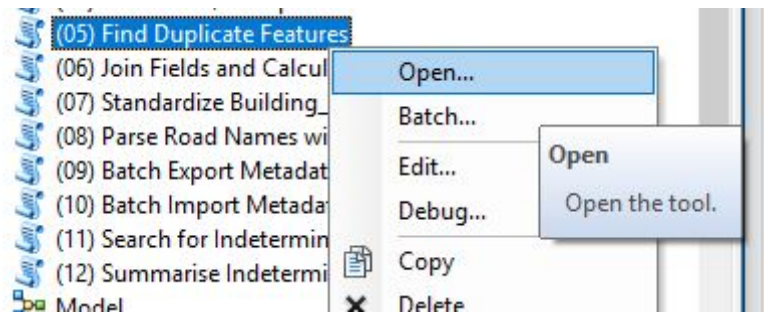 (05) Find Duplicate Features
(06) Join Fields and Calcul
(07) Standardize Building_
(08) Parse Road Names wi
(09) Batch Export Metadat
(10) Batch Import Metada
(11) Search for Indetermin
(12) Summarise Indetermi
Model
Open...
Batch...
Edit...
Debug...
Copy
Delete
Open
Open the tool.